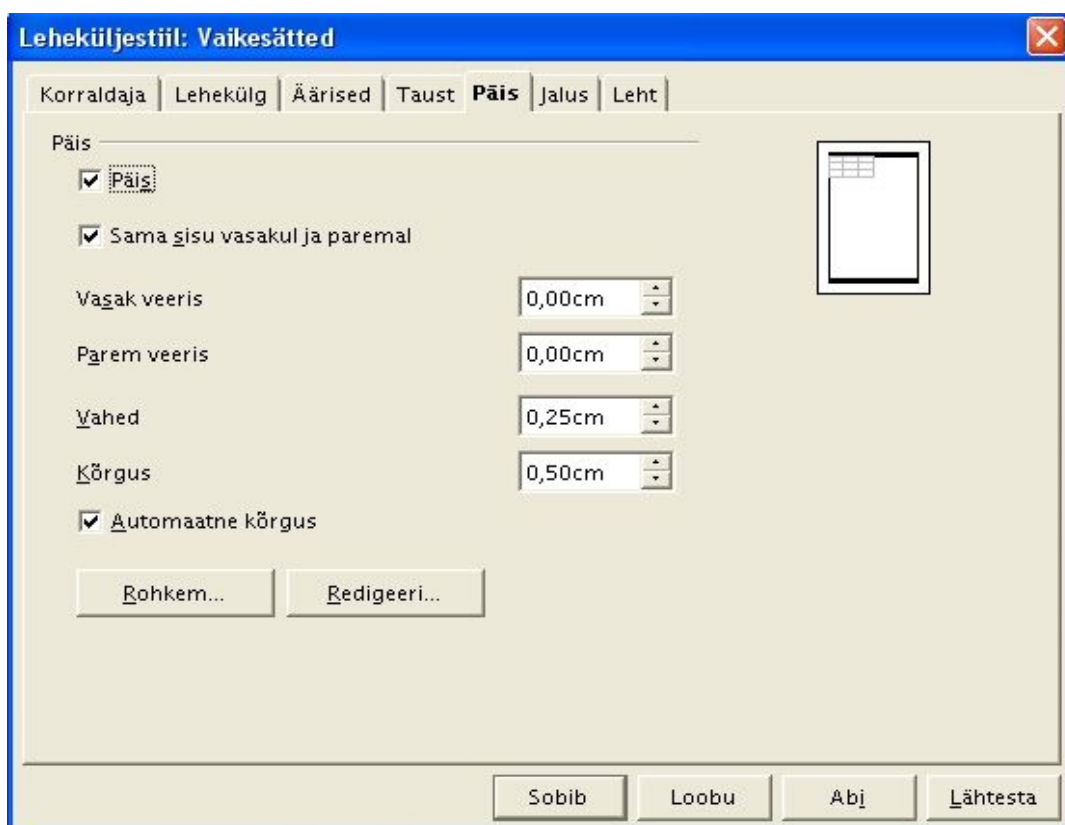 Leheküljestiil: Vaikesätted
Korraldaja Lehekülg Äärised Taust Päis Jalus Leht
Päis
Päis
Sama sisu vasakul ja paremal
Vasak veeris 0,00cm
Parem veeris 0,00cm
Vahed 0,25cm
Kõrgus 0,50cm
Automaatne kõrgus
Rohkem... Redigeeri...
Sobib Loobu Abi Lähtesta